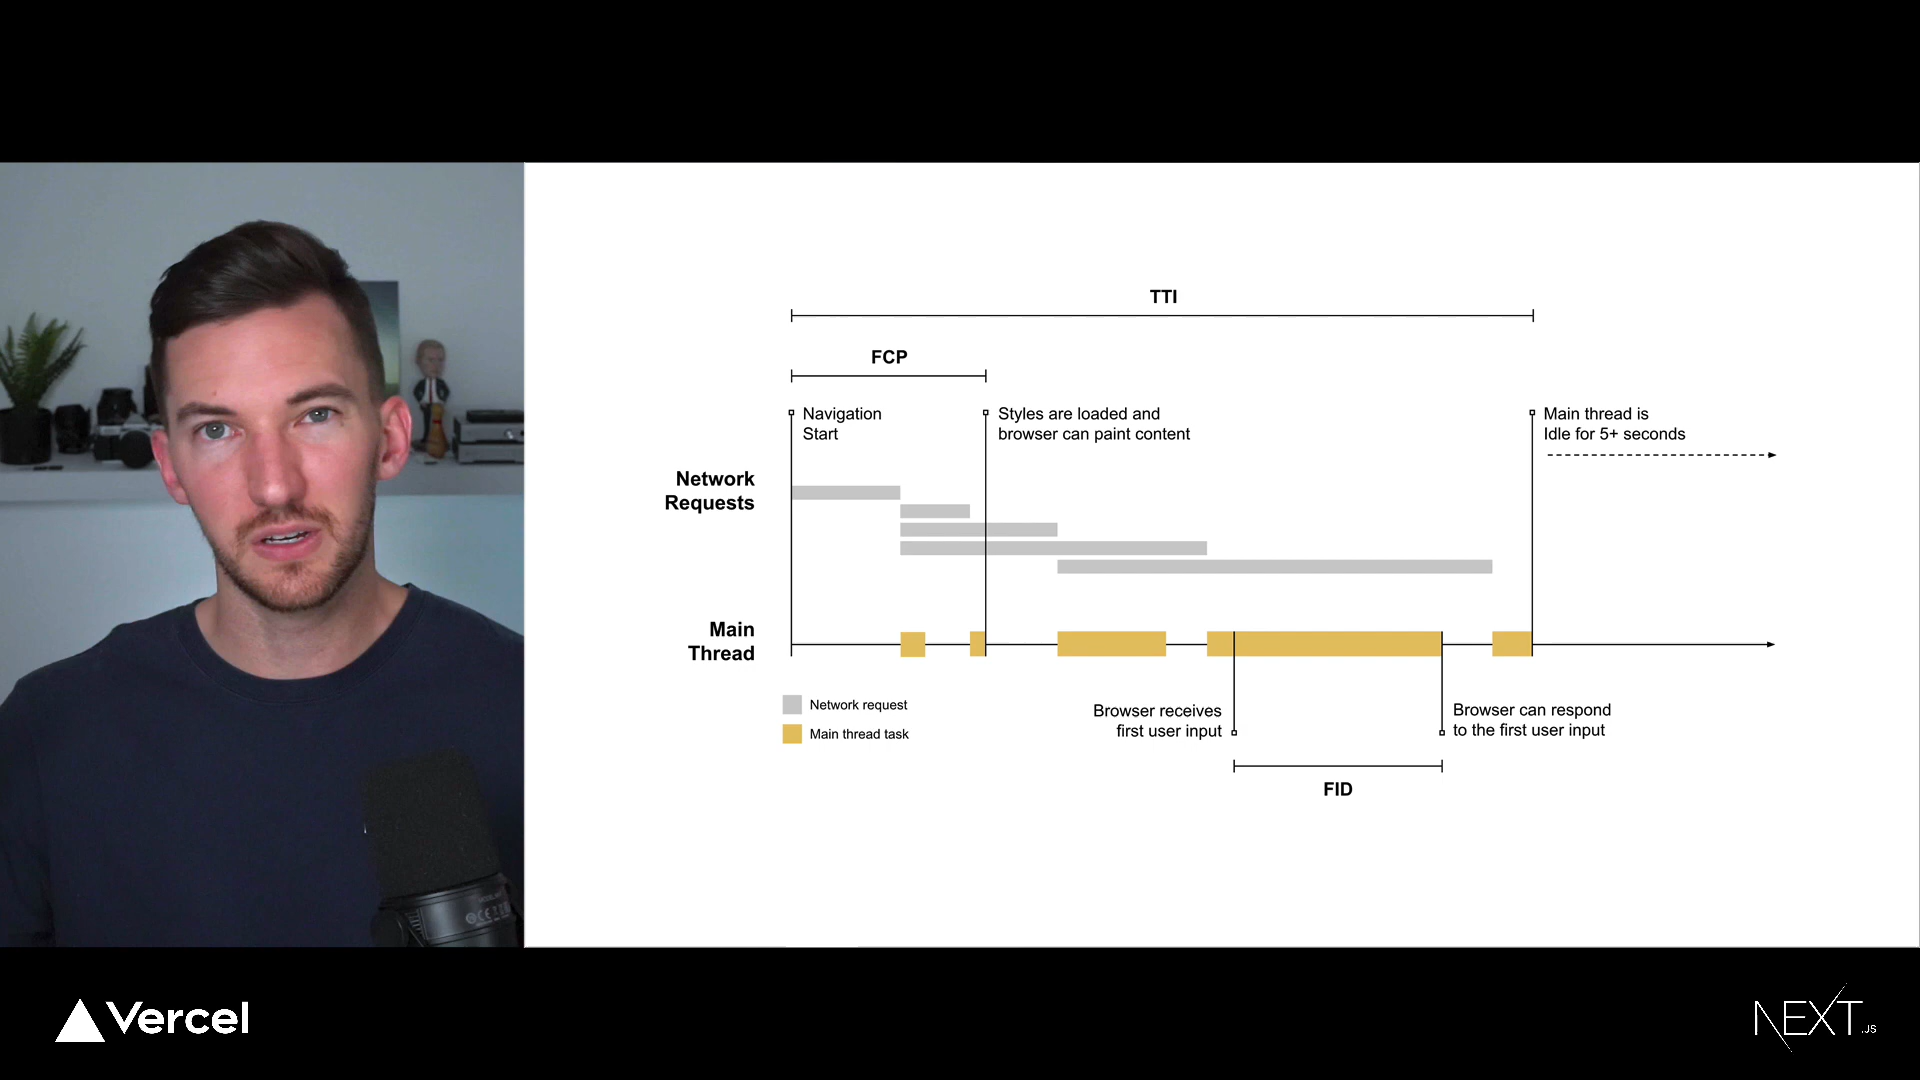 TTI
FCP
Navigation
Start
Styles are loaded and
browser can paint content
Main thread is
Idle for 5+ seconds
Network
Requests
Main
Thread
Network request
Main thread task
Browser receives
first user input
Browser can respond
to the first user input
FID
Vercel
NEXT.JS